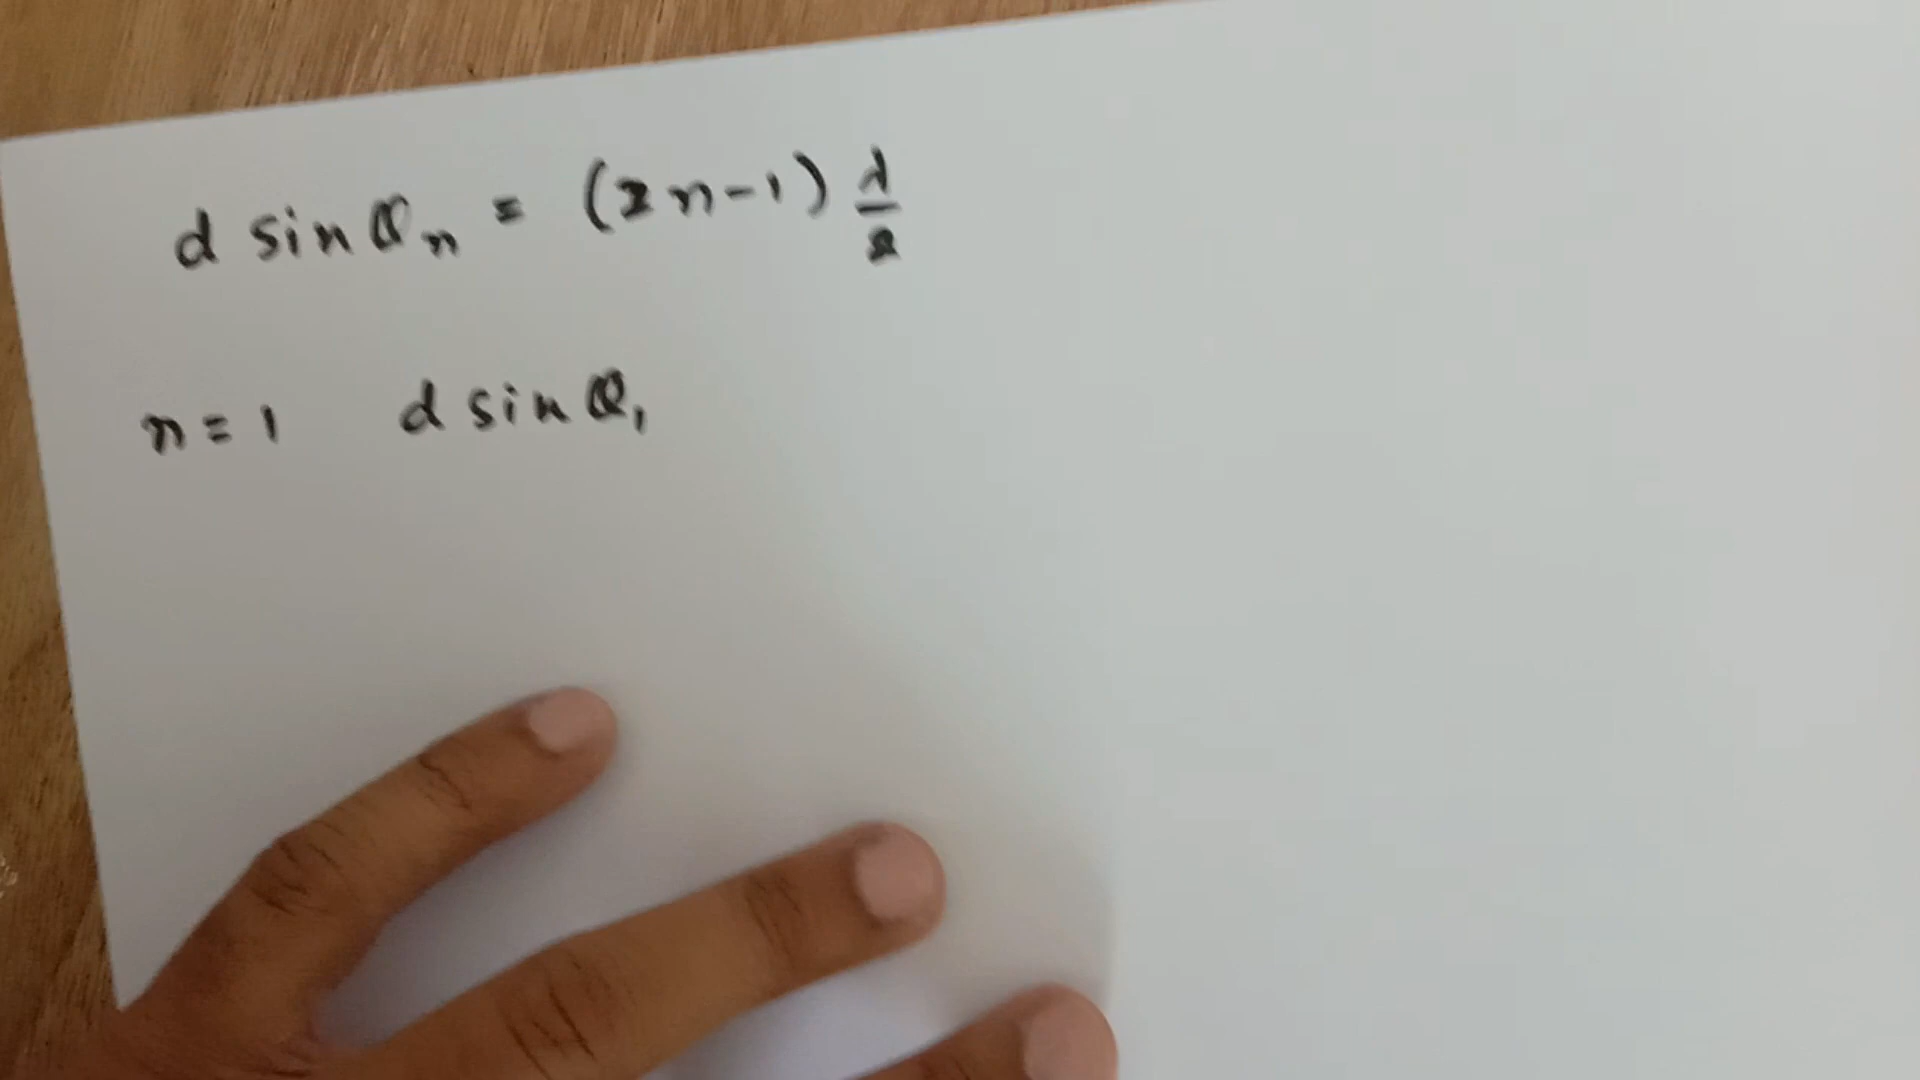 d sin θₙ = (2n-1) λ/2
n = 1 d sin θ₁